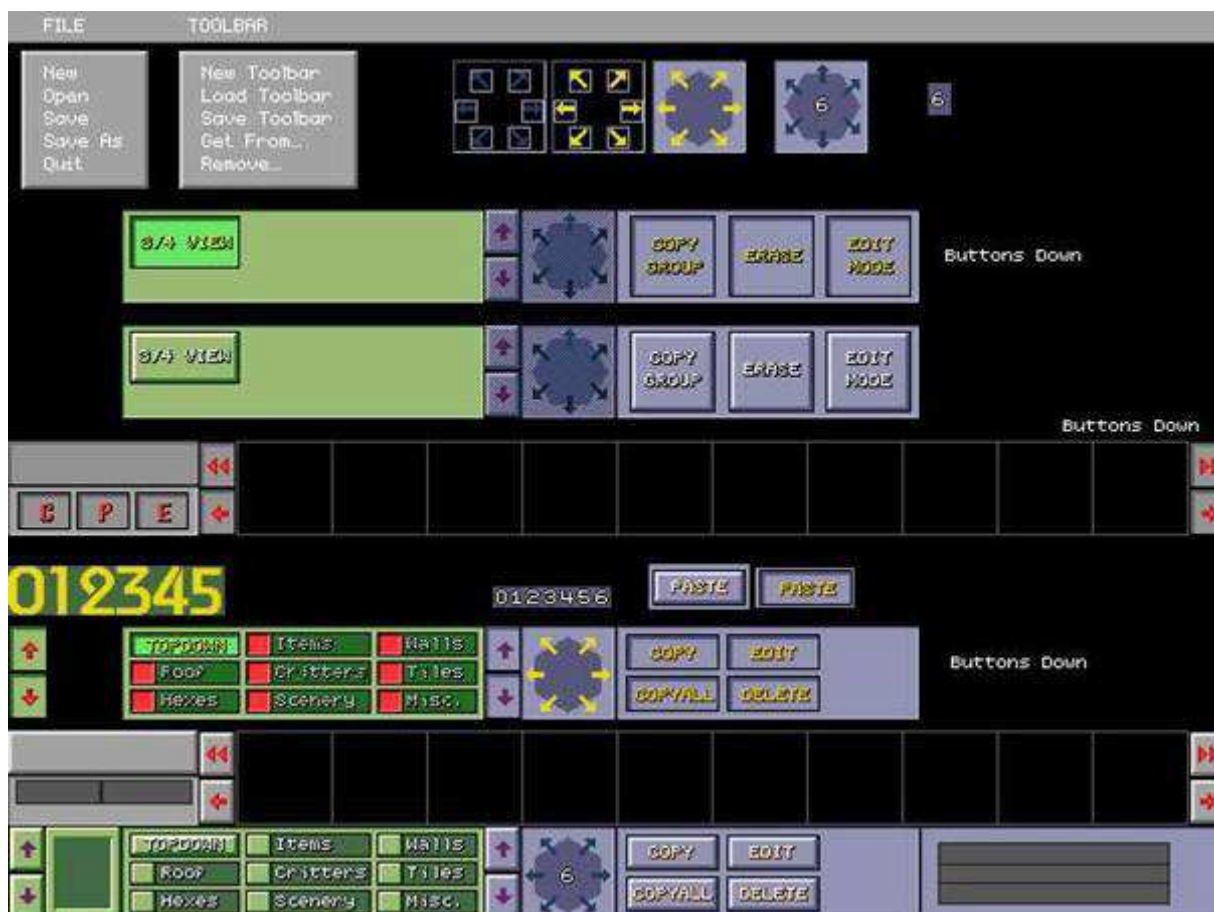 FILE TOOLBAR
New
Open
Save
Save As
Quit
New Toolbar
Load Toolbar
Save Toolbar
Get From…
Remove…
6
6
3/4 VIEW
COPY
GROUP
ERASE
EDIT
MODE
Buttons Down
3/4 VIEW
COPY
GROUP
ERASE
EDIT
MODE
Buttons Down
C P E
012345
0123456
PASTE PASTE
TOPDOWN Items Walls
Roof Critters Tiles
Hexes Scenery Misc.
COPY EDIT
COPYALL DELETE
Buttons Down
TOPDOWN Items Walls
Roof Critters Tiles
Hexes Scenery Misc.
6
COPY EDIT
COPYALL DELETE